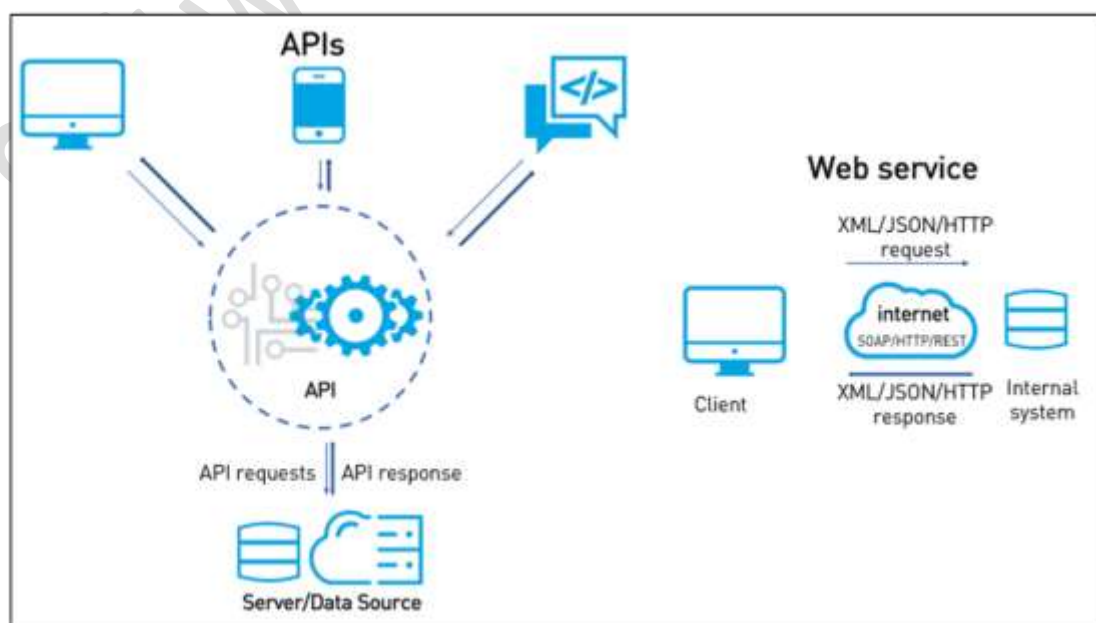 APIs
</>
API
API requests
API response
Server/Data Source
Web service
XML/JSON/HTTP
request
internet
SOAP/HTTP/REST
Client
XML/JSON/HTTP
response
Internal
system